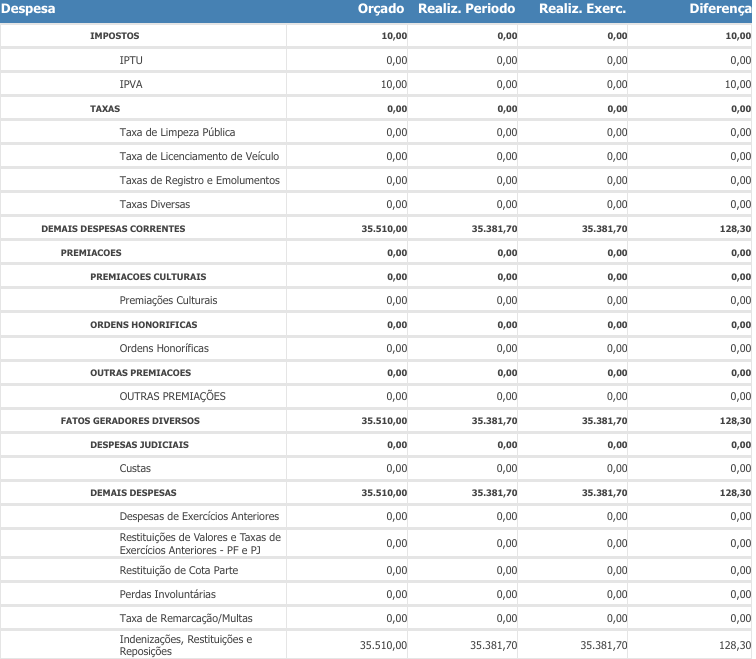 Despesa Orçado Realiz. Periodo Realiz. Exerc. Diferença
IMPOSTOS 10,00 0,00 0,00 10,00
IPTU 0,00 0,00 0,00 0,00
IPVA 10,00 0,00 0,00 10,00
TAXAS 0,00 0,00 0,00 0,00
Taxa de Limpeza Pública 0,00 0,00 0,00 0,00
Taxa de Licenciamento de Veículo 0,00 0,00 0,00 0,00
Taxas de Registro e Emolumentos 0,00 0,00 0,00 0,00
Taxas Diversas 0,00 0,00 0,00 0,00
DEMAIS DESPESAS CORRENTES 35.510,00 35.381,70 35.381,70 128,30
PREMIACOES 0,00 0,00 0,00 0,00
PREMIACOES CULTURAIS 0,00 0,00 0,00 0,00
Premiações Culturais 0,00 0,00 0,00 0,00
ORDENS HONORIFICAS 0,00 0,00 0,00 0,00
Ordens Honoríficas 0,00 0,00 0,00 0,00
OUTRAS PREMIACOES 0,00 0,00 0,00 0,00
OUTRAS PREMIAÇÕES 0,00 0,00 0,00 0,00
FATOS GERADORES DIVERSOS 35.510,00 35.381,70 35.381,70 128,30
DESPESAS JUDICIAIS 0,00 0,00 0,00 0,00
Custas 0,00 0,00 0,00 0,00
DEMAIS DESPESAS 35.510,00 35.381,70 35.381,70 128,30
Despesas de Exercícios Anteriores 0,00 0,00 0,00 0,00
Restituições de Valores e Taxas de
Exercícios Anteriores - PF e PJ 0,00 0,00 0,00 0,00
Restituição de Cota Parte 0,00 0,00 0,00 0,00
Perdas Involuntárias 0,00 0,00 0,00 0,00
Taxa de Remarcação/Multas 0,00 0,00 0,00 0,00
Indenizações, Restituições e
Reposições 35.510,00 35.381,70 35.381,70 128,30